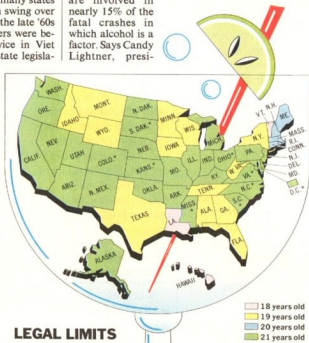 many states
swing over
the late '60s
ers were be-
vice in Viet
state legisla-
are involved in
nearly 15% of the
fatal crashes in
which alcohol is a
factor. Says Candy
Lightner, presi-
WASH.
ORE.
CALIF.
NEV.
IDAHO
MONT.
WYO.
UTAH
COLO.*
ARIZ.
N. MEX.
N. DAK.
S. DAK.*
NEB.
KANS.*
OKLA.
TEXAS
MINN.
IOWA
MO.
ARK.
LA.
WIS.
ILL.
MICH.
IND.
OHIO*
KY.
TENN.
MISS.*
ALA.
GA.
FLA.
S.C.*
N.C.*
VA.*
W. VA.
PA.
N.Y.
VT.
N.H.
ME.
MASS.
R.I.
CONN.
N.J.
DEL.
MD.
D.C.*
ALASKA
HAWAII
LEGAL LIMITS
18 years old
19 years old
20 years old
21 years old